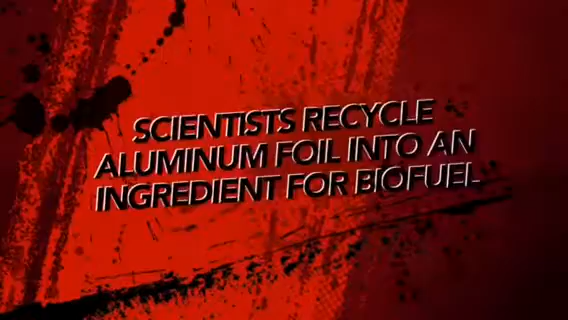 SCIENTISTS RECYCLE
ALUMINUM FOIL INTO AN
INGREDIENT FOR BIOFUEL